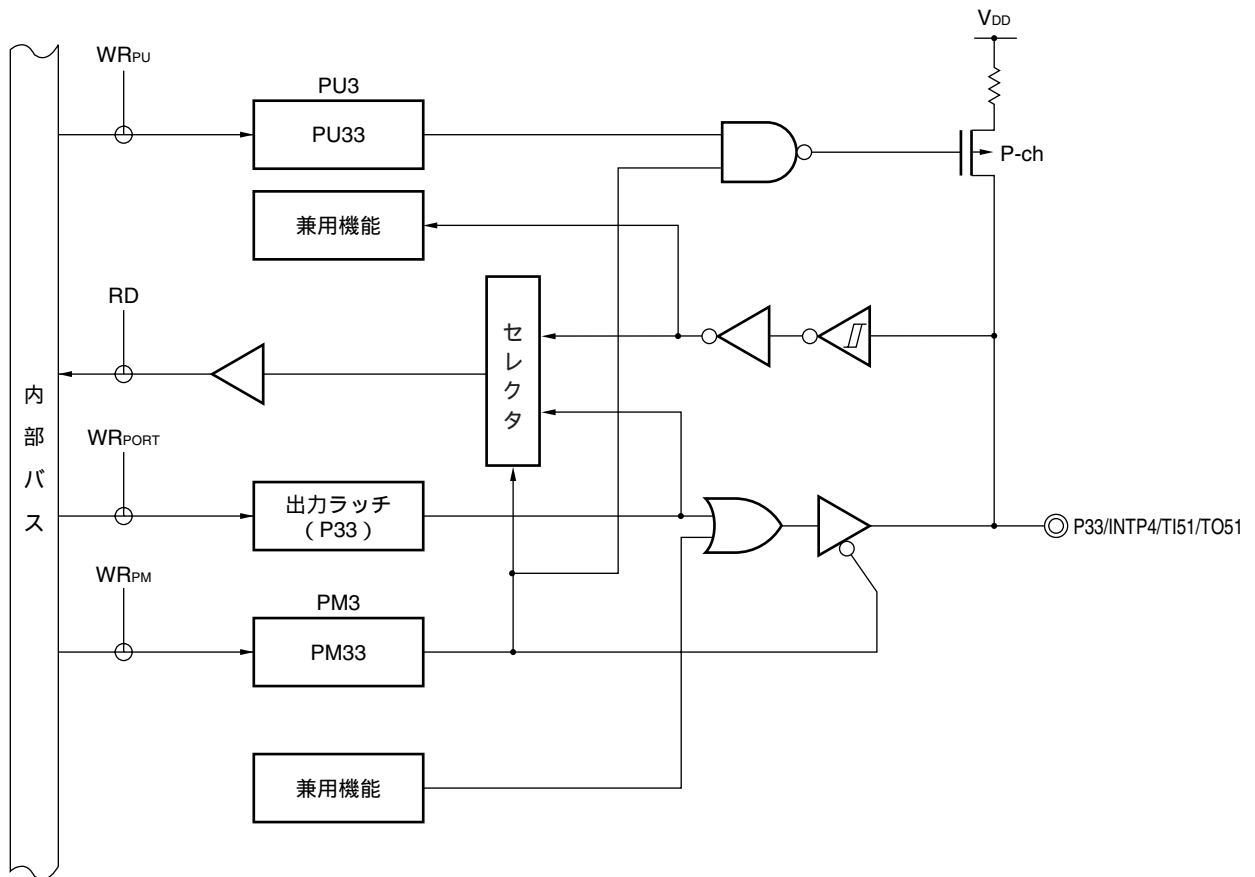 VDD
WRPU
PU3
PU33
P-ch
兼用機能
RD
セレクタ
内部バス
WRPORT
出力ラッチ
（P33）
P33/INTP4/TI51/TO51
WRPM
PM3
PM33
兼用機能